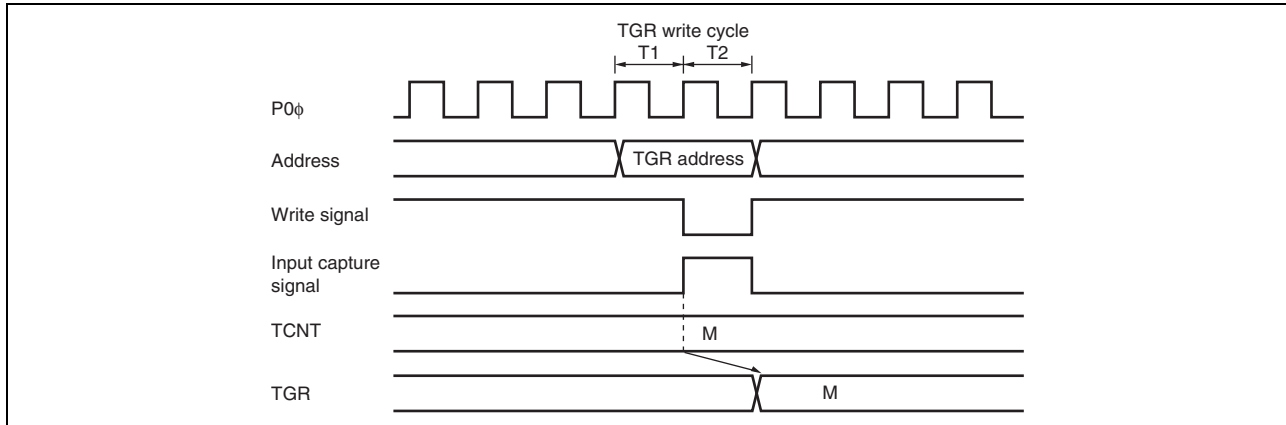 TGR write cycle
T1 T2
P0ϕ
Address
TGR address
Write signal
Input capture
signal
TCNT
M
TGR
M